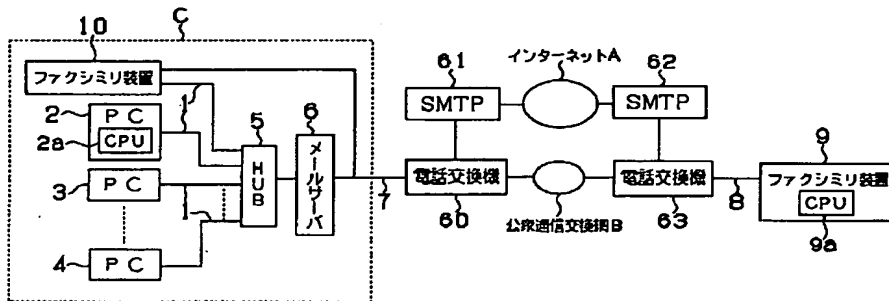 10
C
ファクシミリ装置
1
2
PC
2a
CPU
3
PC
1
4
PC
5
HUB
6
メールサーバ
7
61
SMTP
インターネットA
62
SMTP
電話交換機
60
公衆通信交換網B
電話交換機
63
8
9
ファクシミリ装置
CPU
9a